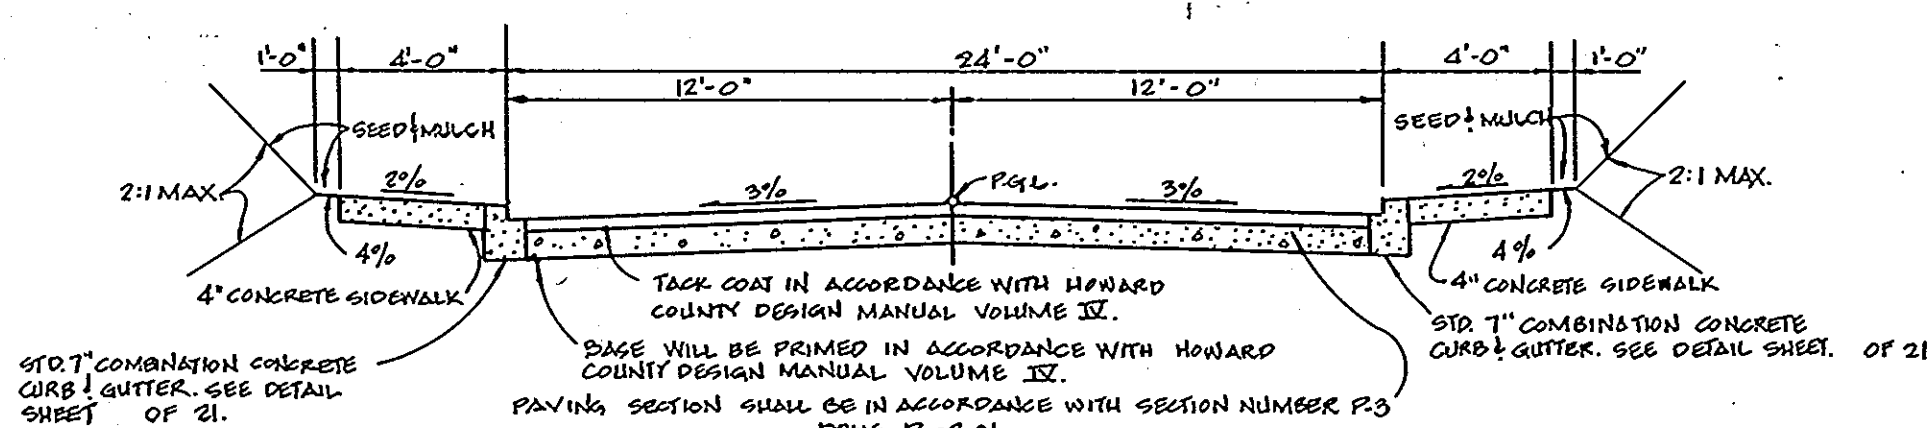 1'-0" 4'-0" 24'-0" 4'-0" 1'-0"
12'-0" 12'-0"
SEED & MULCH SEED & MULCH
2:1 MAX. 2% 3% P.G.L. 3% 2% 2:1 MAX.
4% 4%
4" CONCRETE SIDEWALK 4" CONCRETE SIDEWALK
TACK COAT IN ACCORDANCE WITH HOWARD
COUNTY DESIGN MANUAL VOLUME IV.
STD. 7" COMBINATION CONCRETE
CURB & GUTTER. SEE DETAIL SHEET. OF 21
BASE WILL BE PRIMED IN ACCORDANCE WITH HOWARD
COUNTY DESIGN MANUAL VOLUME IV.
STD. 7" COMBINATION CONCRETE
CURB & GUTTER. SEE DETAIL
SHEET OF 21.
PAVING SECTION SHALL BE IN ACCORDANCE WITH SECTION NUMBER P-3